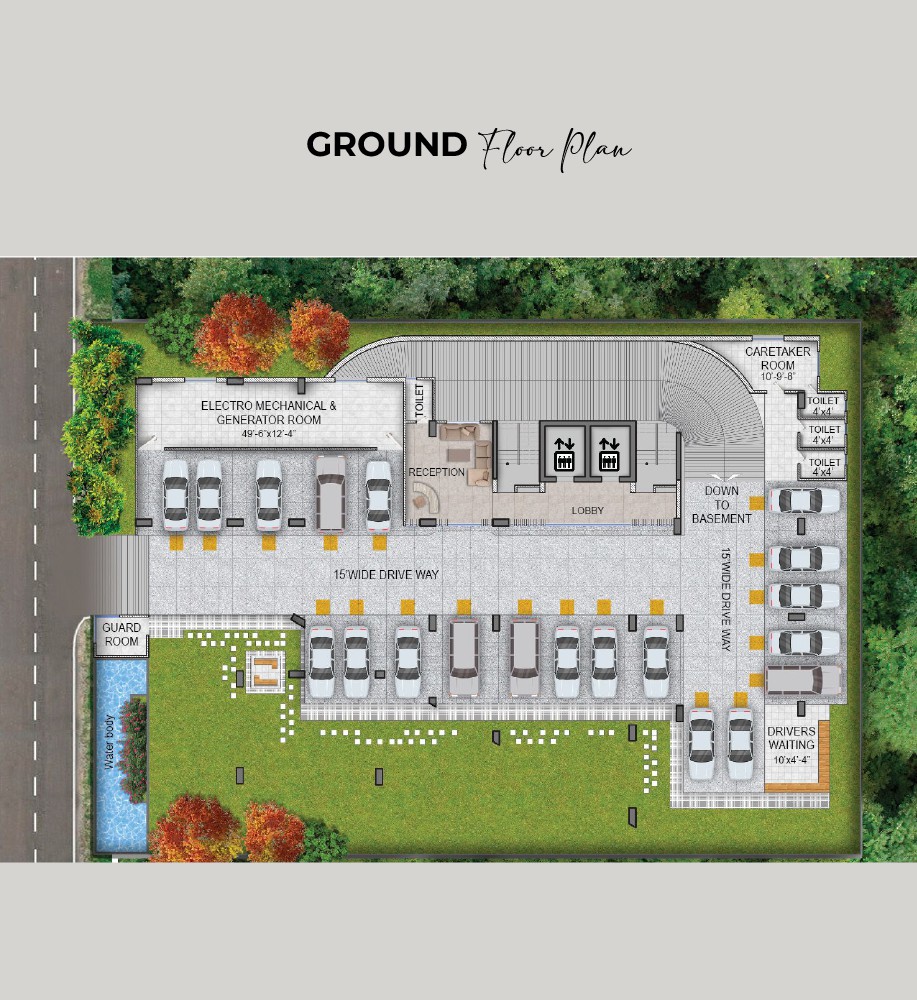 GROUND Floor Plan
CARETAKER
ROOM
10'-9'-8"
TOILET
4'x4'
TOILET
4'x4'
TOILET
4'x4'
ELECTRO MECHANICAL &
GENERATOR ROOM
49'-6"x12'-4"
TOILET
RECEPTION
LOBBY
DOWN
TO
BASEMENT
15'WIDE DRIVE WAY
15'WIDE DRIVE WAY
GUARD
ROOM
Water body
DRIVERS
WAITING
10'x4'-4"